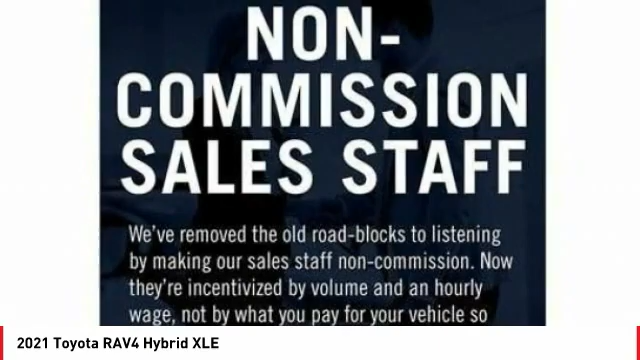 NON-
COMMISSION
SALES STAFF
We've removed the old road-blocks to listening
by making our sales staff non-commission. Now
they're incentivized by volume and an hourly
wage, not by what you pay for your vehicle so
2021 Toyota RAV4 Hybrid XLE